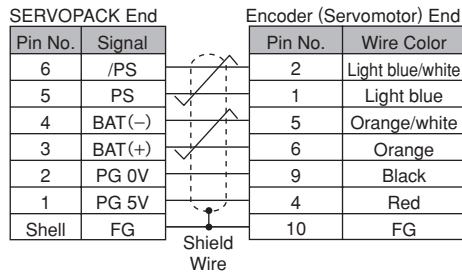 SERVOPACK End Encoder (Servomotor) End
Pin No. Signal Pin No. Wire Color
6 /PS 2 Light blue/white
5 PS 1 Light blue
4 BAT(−) 5 Orange/white
3 BAT(+) 6 Orange
2 PG 0V 9 Black
1 PG 5V 4 Red
Shell FG 10 FG
Shield
Wire